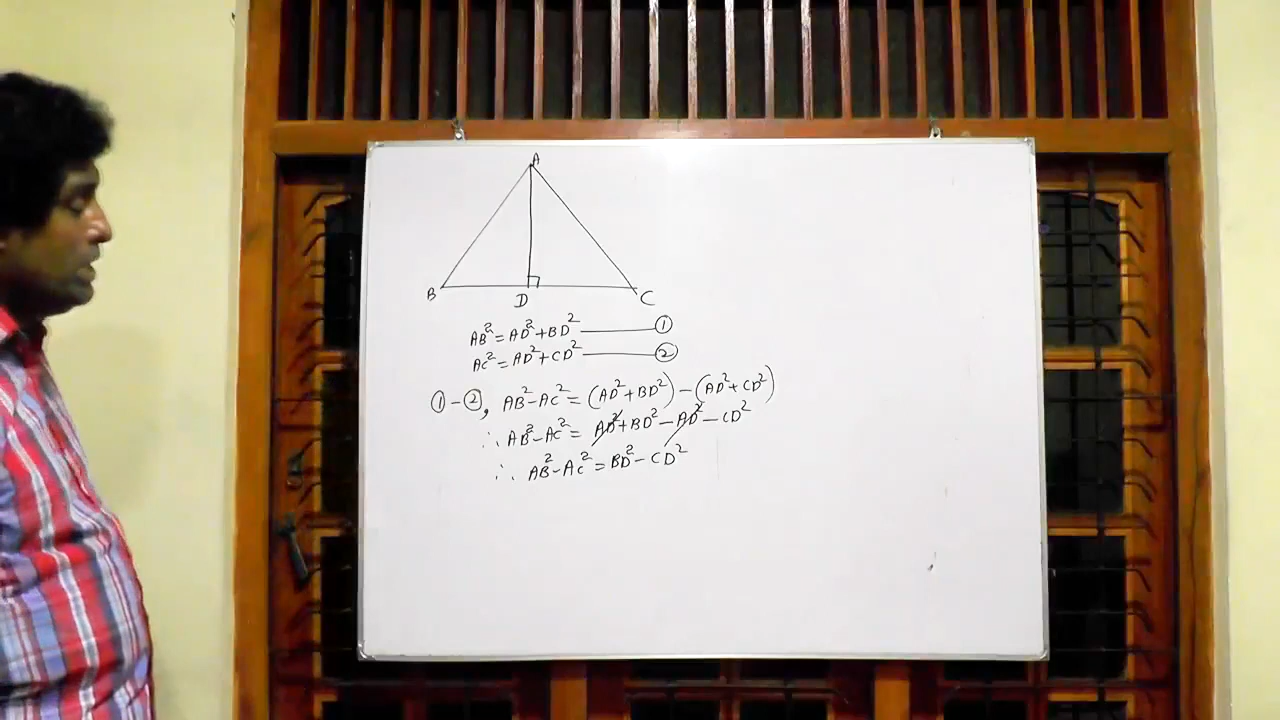 A
B D C
AB² = AD² + BD² ——— ①
AC² = AD² + CD² ——— ②
① - ②, AB² - AC² = (AD² + BD²) - (AD² + CD²)
∴ AB² - AC² = AD² + BD² - AD² - CD²
∴ AB² - AC² = BD² - CD²